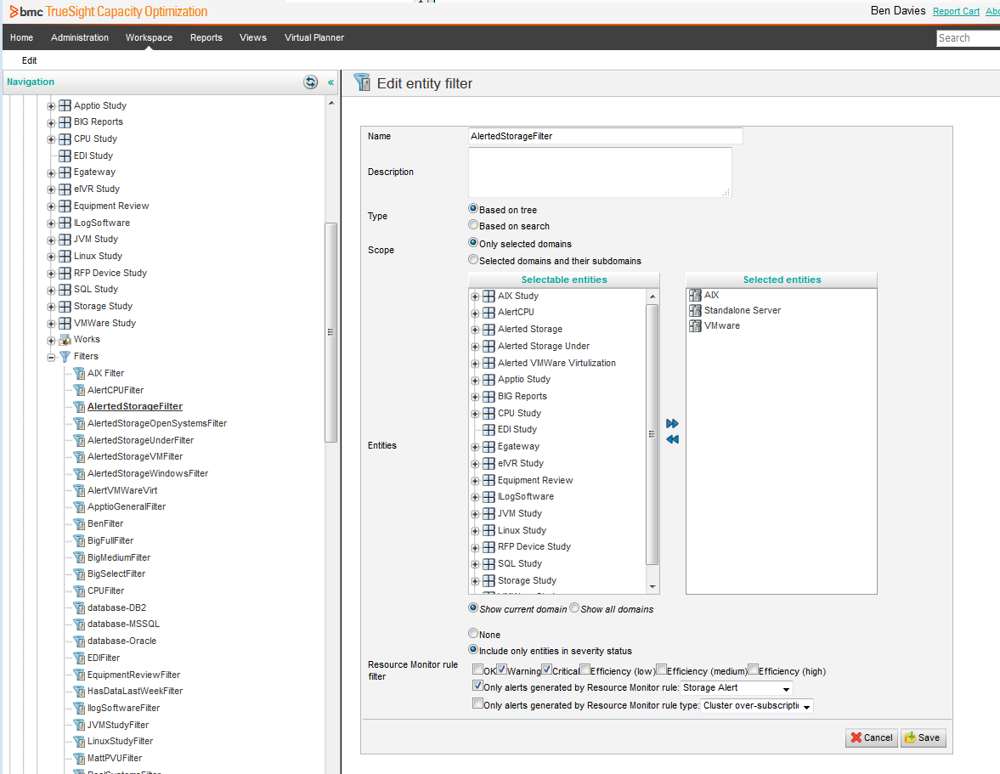 bmc TrueSight Capacity Optimization
Ben Davies Report Cart
Home Administration Workspace Reports Views Virtual Planner Search
Edit
Navigation «
Apptio Study
BIG Reports
CPU Study
EDI Study
Egateway
eIVR Study
Equipment Review
ILogSoftware
JVM Study
Linux Study
RFP Device Study
SQL Study
Storage Study
VMWare Study
Works
Filters
AIX Filter
AlertCPUFilter
AlertedStorageFilter
AlertedStorageOpenSystemsFilter
AlertedStorageUnderFilter
AlertedStorageVMFilter
AlertedStorageWindowsFilter
AlertVMWareVirt
ApptioGeneralFilter
BenFilter
BigFullFilter
BigMediumFilter
BigSelectFilter
CPUFilter
database-DB2
database-MSSQL
database-Oracle
EDIFilter
EquipmentReviewFilter
HasDataLastWeekFilter
IlogSoftwareFilter
JVMStudyFilter
LinuxStudyFilter
MattPVUFilter
Edit entity filter
Name AlertedStorageFilter
Description
Type
Based on tree
Based on search
Scope
Only selected domains
Selected domains and their subdomains
Entities
Selectable entities
AIX Study
AlertCPU
Alerted Storage
Alerted Storage Under
Alerted VMWare Virtulization
Apptio Study
BIG Reports
CPU Study
EDI Study
Egateway
eIVR Study
Equipment Review
ILogSoftware
JVM Study
Linux Study
RFP Device Study
SQL Study
Storage Study
Selected entities
AIX
Standalone Server
VMware
Show current domain Show all domains
Resource Monitor rule
filter
None
Include only entities in severity status
OK Warning Critical Efficiency (low) Efficiency (medium) Efficiency (high)
Only alerts generated by Resource Monitor rule: Storage Alert
Only alerts generated by Resource Monitor rule type: Cluster over-subscripti
Cancel Save